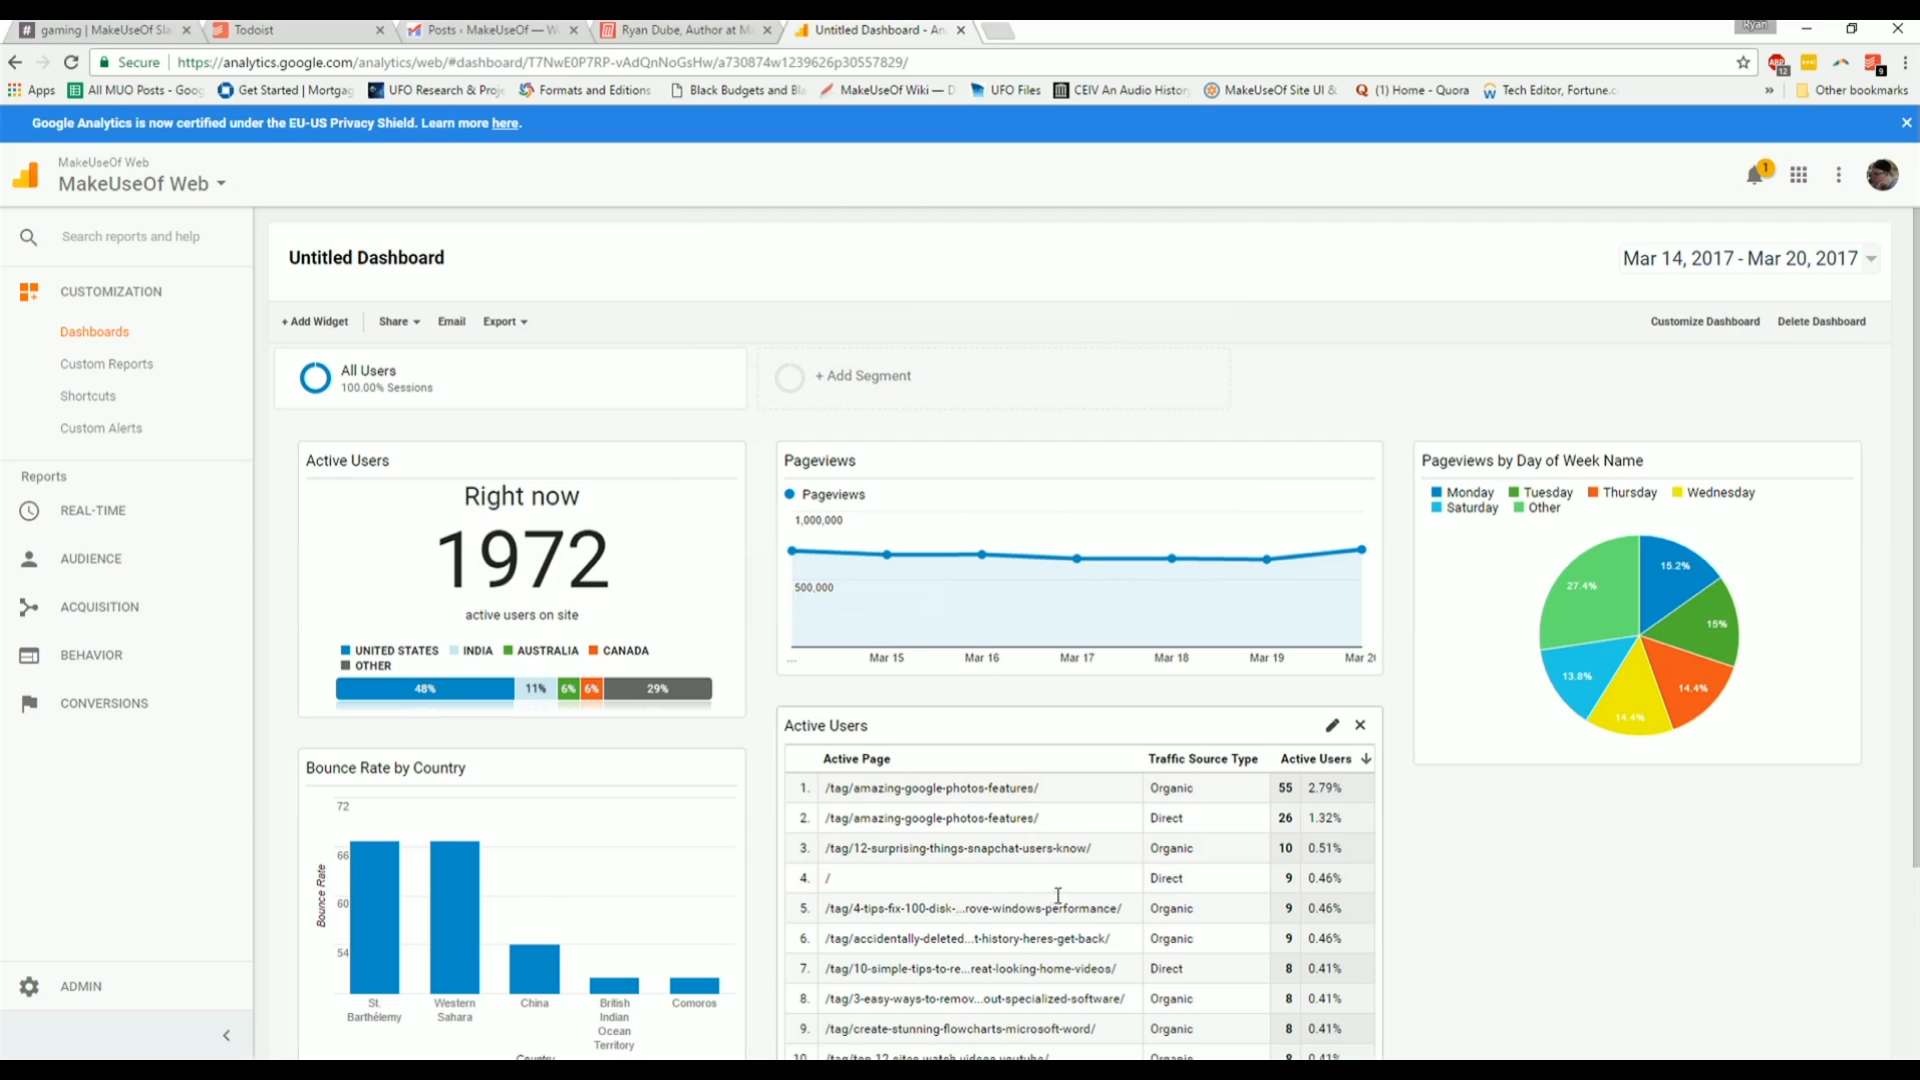 gaming | MakeUseOf Sla
Todoist
Posts ‹ MakeUseOf — W
Ryan Dube, Author at M
Untitled Dashboard - An
Ryan
Secure
https://analytics.google.com/analytics/web/#dashboard/T7NwE0P7RP-vAdQnNoGsHw/a730874w1239626p30557829/
12
9
Apps
All MUO Posts - Goog
Get Started | Mortgag
UFO Research & Proje
Formats and Editions
Black Budgets and Bla
MakeUseOf Wiki — D
UFO Files
CEIV An Audio History
MakeUseOf Site UI &
(1) Home - Quora
Tech Editor, Fortune.c
»
Other bookmarks
Google Analytics is now certified under the EU-US Privacy Shield. Learn more here.
MakeUseOf Web
MakeUseOf Web
1
Search reports and help
CUSTOMIZATION
Dashboards
Custom Reports
Shortcuts
Custom Alerts
Reports
REAL-TIME
AUDIENCE
ACQUISITION
BEHAVIOR
CONVERSIONS
ADMIN
Untitled Dashboard
Mar 14, 2017 - Mar 20, 2017
+ Add Widget
Share
Email
Export
Customize Dashboard
Delete Dashboard
All Users
100.00% Sessions
+ Add Segment
Active Users
Right now
1972
active users on site
UNITED STATES INDIA AUSTRALIA CANADA
OTHER
48% 11% 6% 6% 29%
Bounce Rate by Country
72
66
60
54
Bounce Rate
St. Barthélemy
Western Sahara
China
British Indian Ocean Territory
Comoros
Country
Pageviews
Pageviews
1,000,000
500,000
... Mar 15 Mar 16 Mar 17 Mar 18 Mar 19 Mar 2
Active Users
Active Page Traffic Source Type Active Users
1. /tag/amazing-google-photos-features/ Organic 55 2.79%
2. /tag/amazing-google-photos-features/ Direct 26 1.32%
3. /tag/12-surprising-things-snapchat-users-know/ Organic 10 0.51%
4. / Direct 9 0.46%
5. /tag/4-tips-fix-100-disk-...rove-windows-performance/ Organic 9 0.46%
6. /tag/accidentally-deleted...t-history-heres-get-back/ Organic 9 0.46%
7. /tag/10-simple-tips-to-re...reat-looking-home-videos/ Direct 8 0.41%
8. /tag/3-easy-ways-to-remov...out-specialized-software/ Organic 8 0.41%
9. /tag/create-stunning-flowcharts-microsoft-word/ Organic 8 0.41%
10. /tag/top-12-sites-watch-videos-youtube/ Organic 8 0.41%
Pageviews by Day of Week Name
Monday Tuesday Thursday Wednesday
Saturday Other
15.2%
15%
14.4%
14.4%
13.8%
27.4%